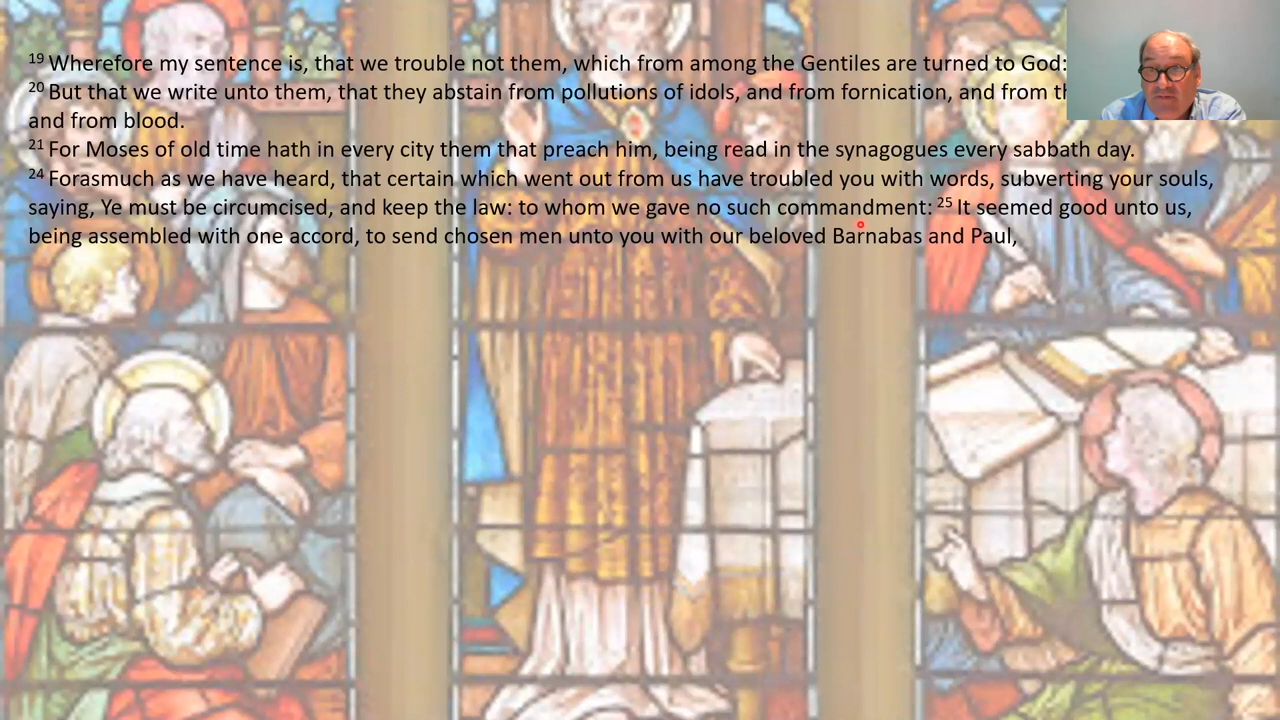 19 Wherefore my sentence is, that we trouble not them, which from among the Gentiles are turned to God:
20 But that we write unto them, that they abstain from pollutions of idols, and from fornication, and from
and from blood.
21 For Moses of old time hath in every city them that preach him, being read in the synagogues every sabbath day.
24 Forasmuch as we have heard, that certain which went out from us have troubled you with words, subverting your souls,
saying, Ye must be circumcised, and keep the law: to whom we gave no such commandment: 25 It seemed good unto us,
being assembled with one accord, to send chosen men unto you with our beloved Barnabas and Paul,